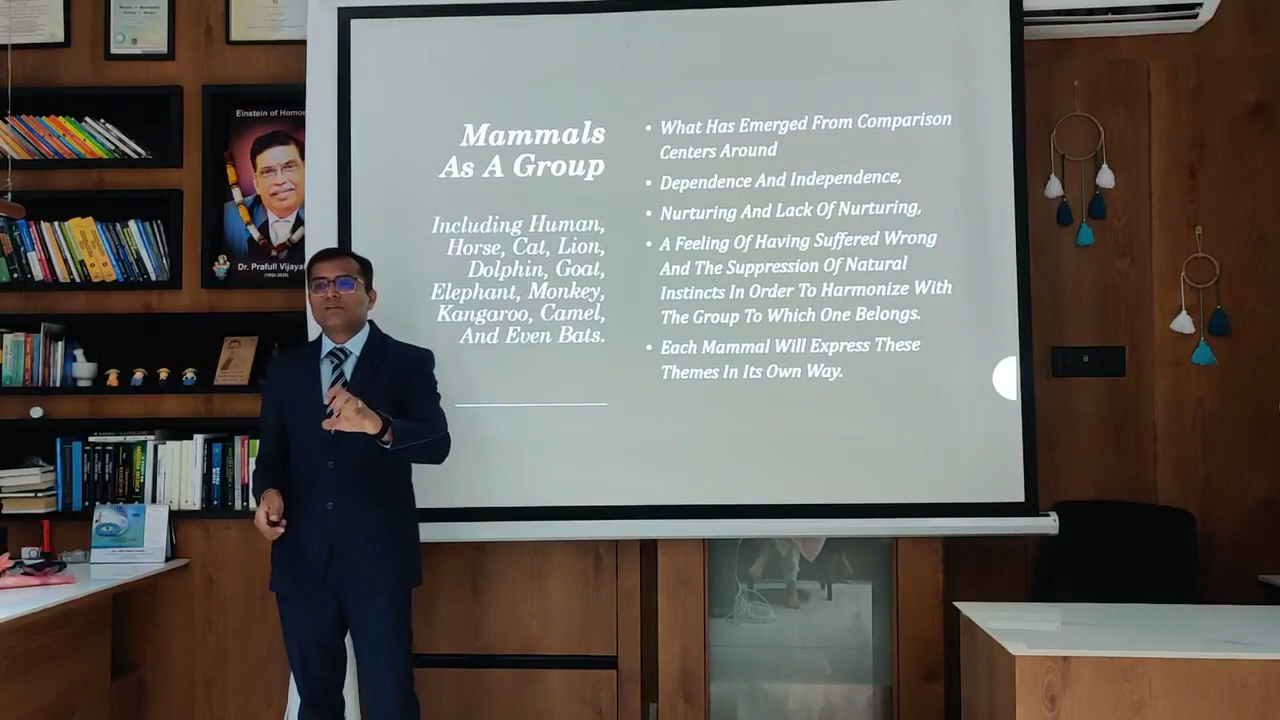 Einstein of Homoe
Dr. Prafull Vijaya
Mammals
As A Group
Including Human,
Horse, Cat, Lion,
Dolphin, Goat,
Elephant, Monkey,
Kangaroo, Camel,
And Even Bats.
• What Has Emerged From Comparison
Centers Around
• Dependence And Independence,
• Nurturing And Lack Of Nurturing,
• A Feeling Of Having Suffered Wrong
And The Suppression Of Natural
Instincts In Order To Harmonize With
The Group To Which One Belongs.
• Each Mammal Will Express These
Themes In Its Own Way.